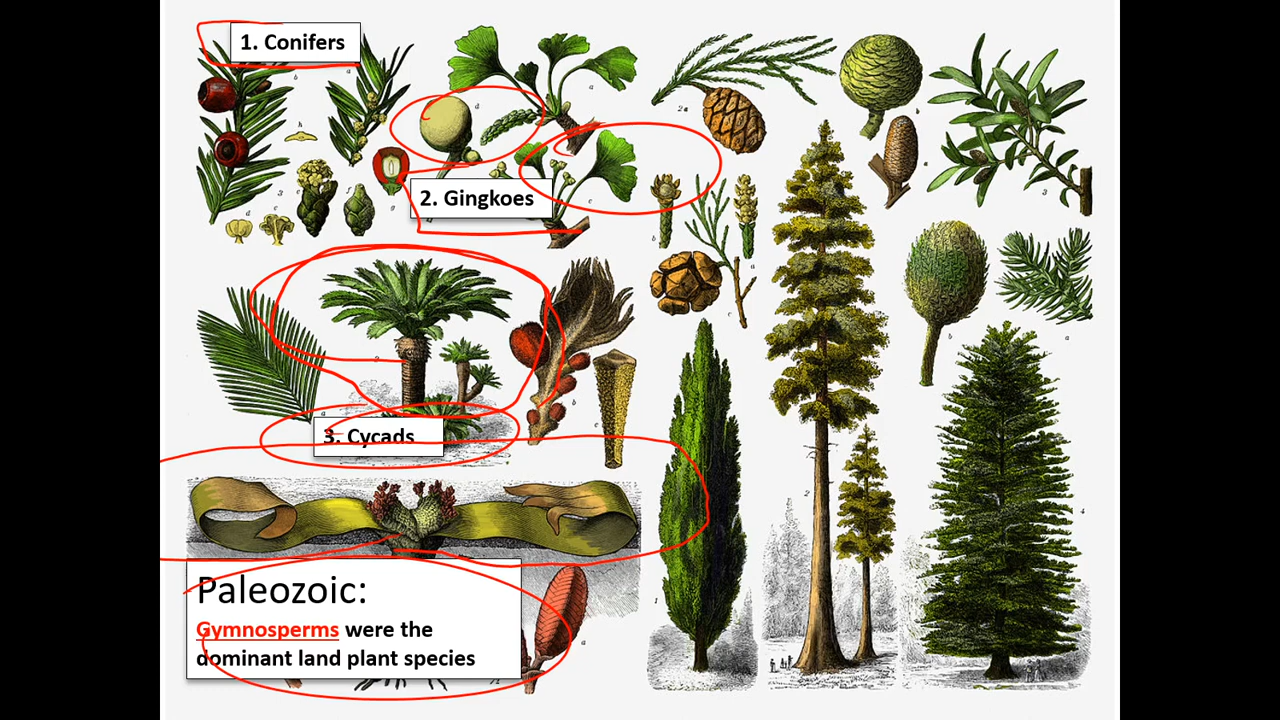 1. Conifers
2. Gingkoes
3. Cycads
Paleozoic:
Gymnosperms were the
dominant land plant species